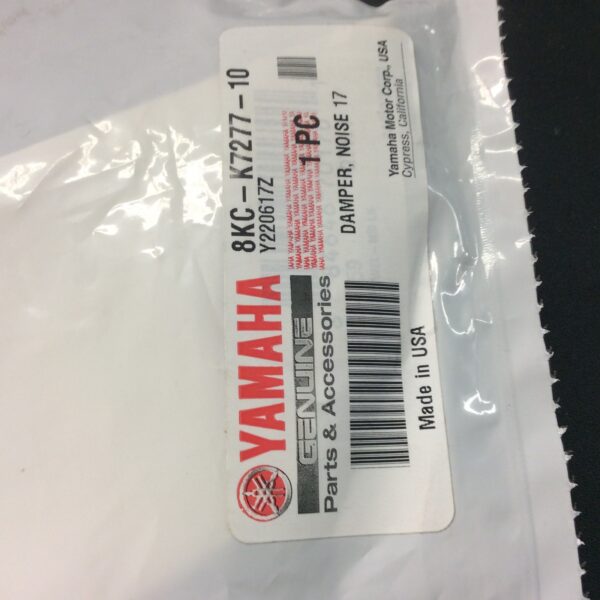 8KC-K7277-10
Y220617Z
YAMAHA
GENUINE
Parts & Accessories
1 PC
DAMPER, NOISE 17
Made in USA
Yamaha Motor Corp., USA
Cypress, California